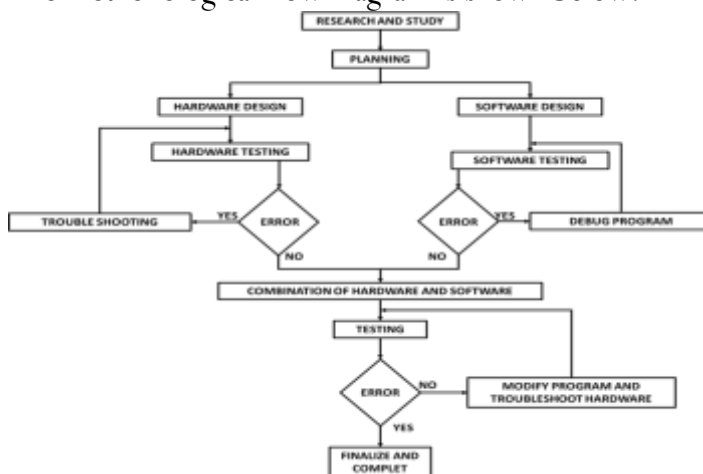 RESEARCH AND STUDY
PLANNING
HARDWARE DESIGN
SOFTWARE DESIGN
HARDWARE TESTING
SOFTWARE TESTING
TROUBLE SHOOTING
YES
ERROR
NO
ERROR
YES
DEBUG PROGRAM
NO
COMBINATION OF HARDWARE AND SOFTWARE
TESTING
ERROR
NO
MODIFY PROGRAM AND
TROUBLESHOOT HARDWARE
YES
FINALIZE AND
COMPLET